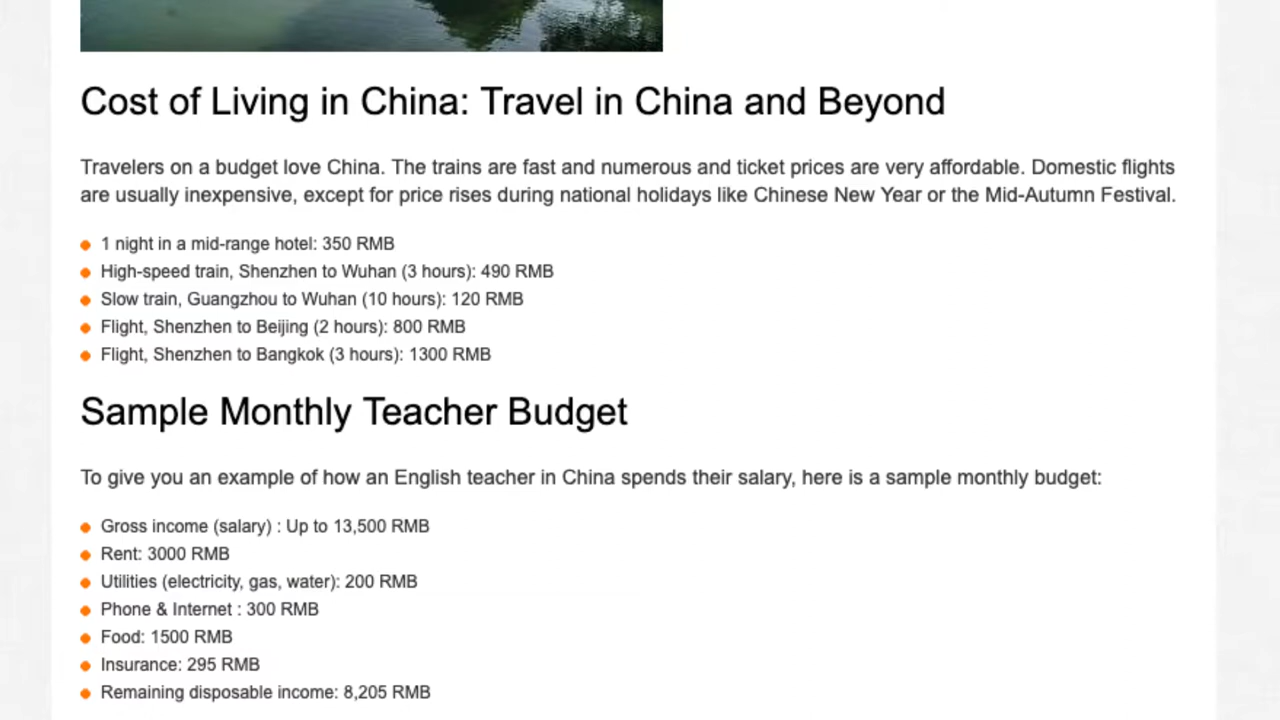 Cost of Living in China: Travel in China and Beyond
Travelers on a budget love China. The trains are fast and numerous and ticket prices are very affordable. Domestic flights
are usually inexpensive, except for price rises during national holidays like Chinese New Year or the Mid-Autumn Festival.
1 night in a mid-range hotel: 350 RMB
High-speed train, Shenzhen to Wuhan (3 hours): 490 RMB
Slow train, Guangzhou to Wuhan (10 hours): 120 RMB
Flight, Shenzhen to Beijing (2 hours): 800 RMB
Flight, Shenzhen to Bangkok (3 hours): 1300 RMB
Sample Monthly Teacher Budget
To give you an example of how an English teacher in China spends their salary, here is a sample monthly budget:
Gross income (salary) : Up to 13,500 RMB
Rent: 3000 RMB
Utilities (electricity, gas, water): 200 RMB
Phone & Internet : 300 RMB
Food: 1500 RMB
Insurance: 295 RMB
Remaining disposable income: 8,205 RMB